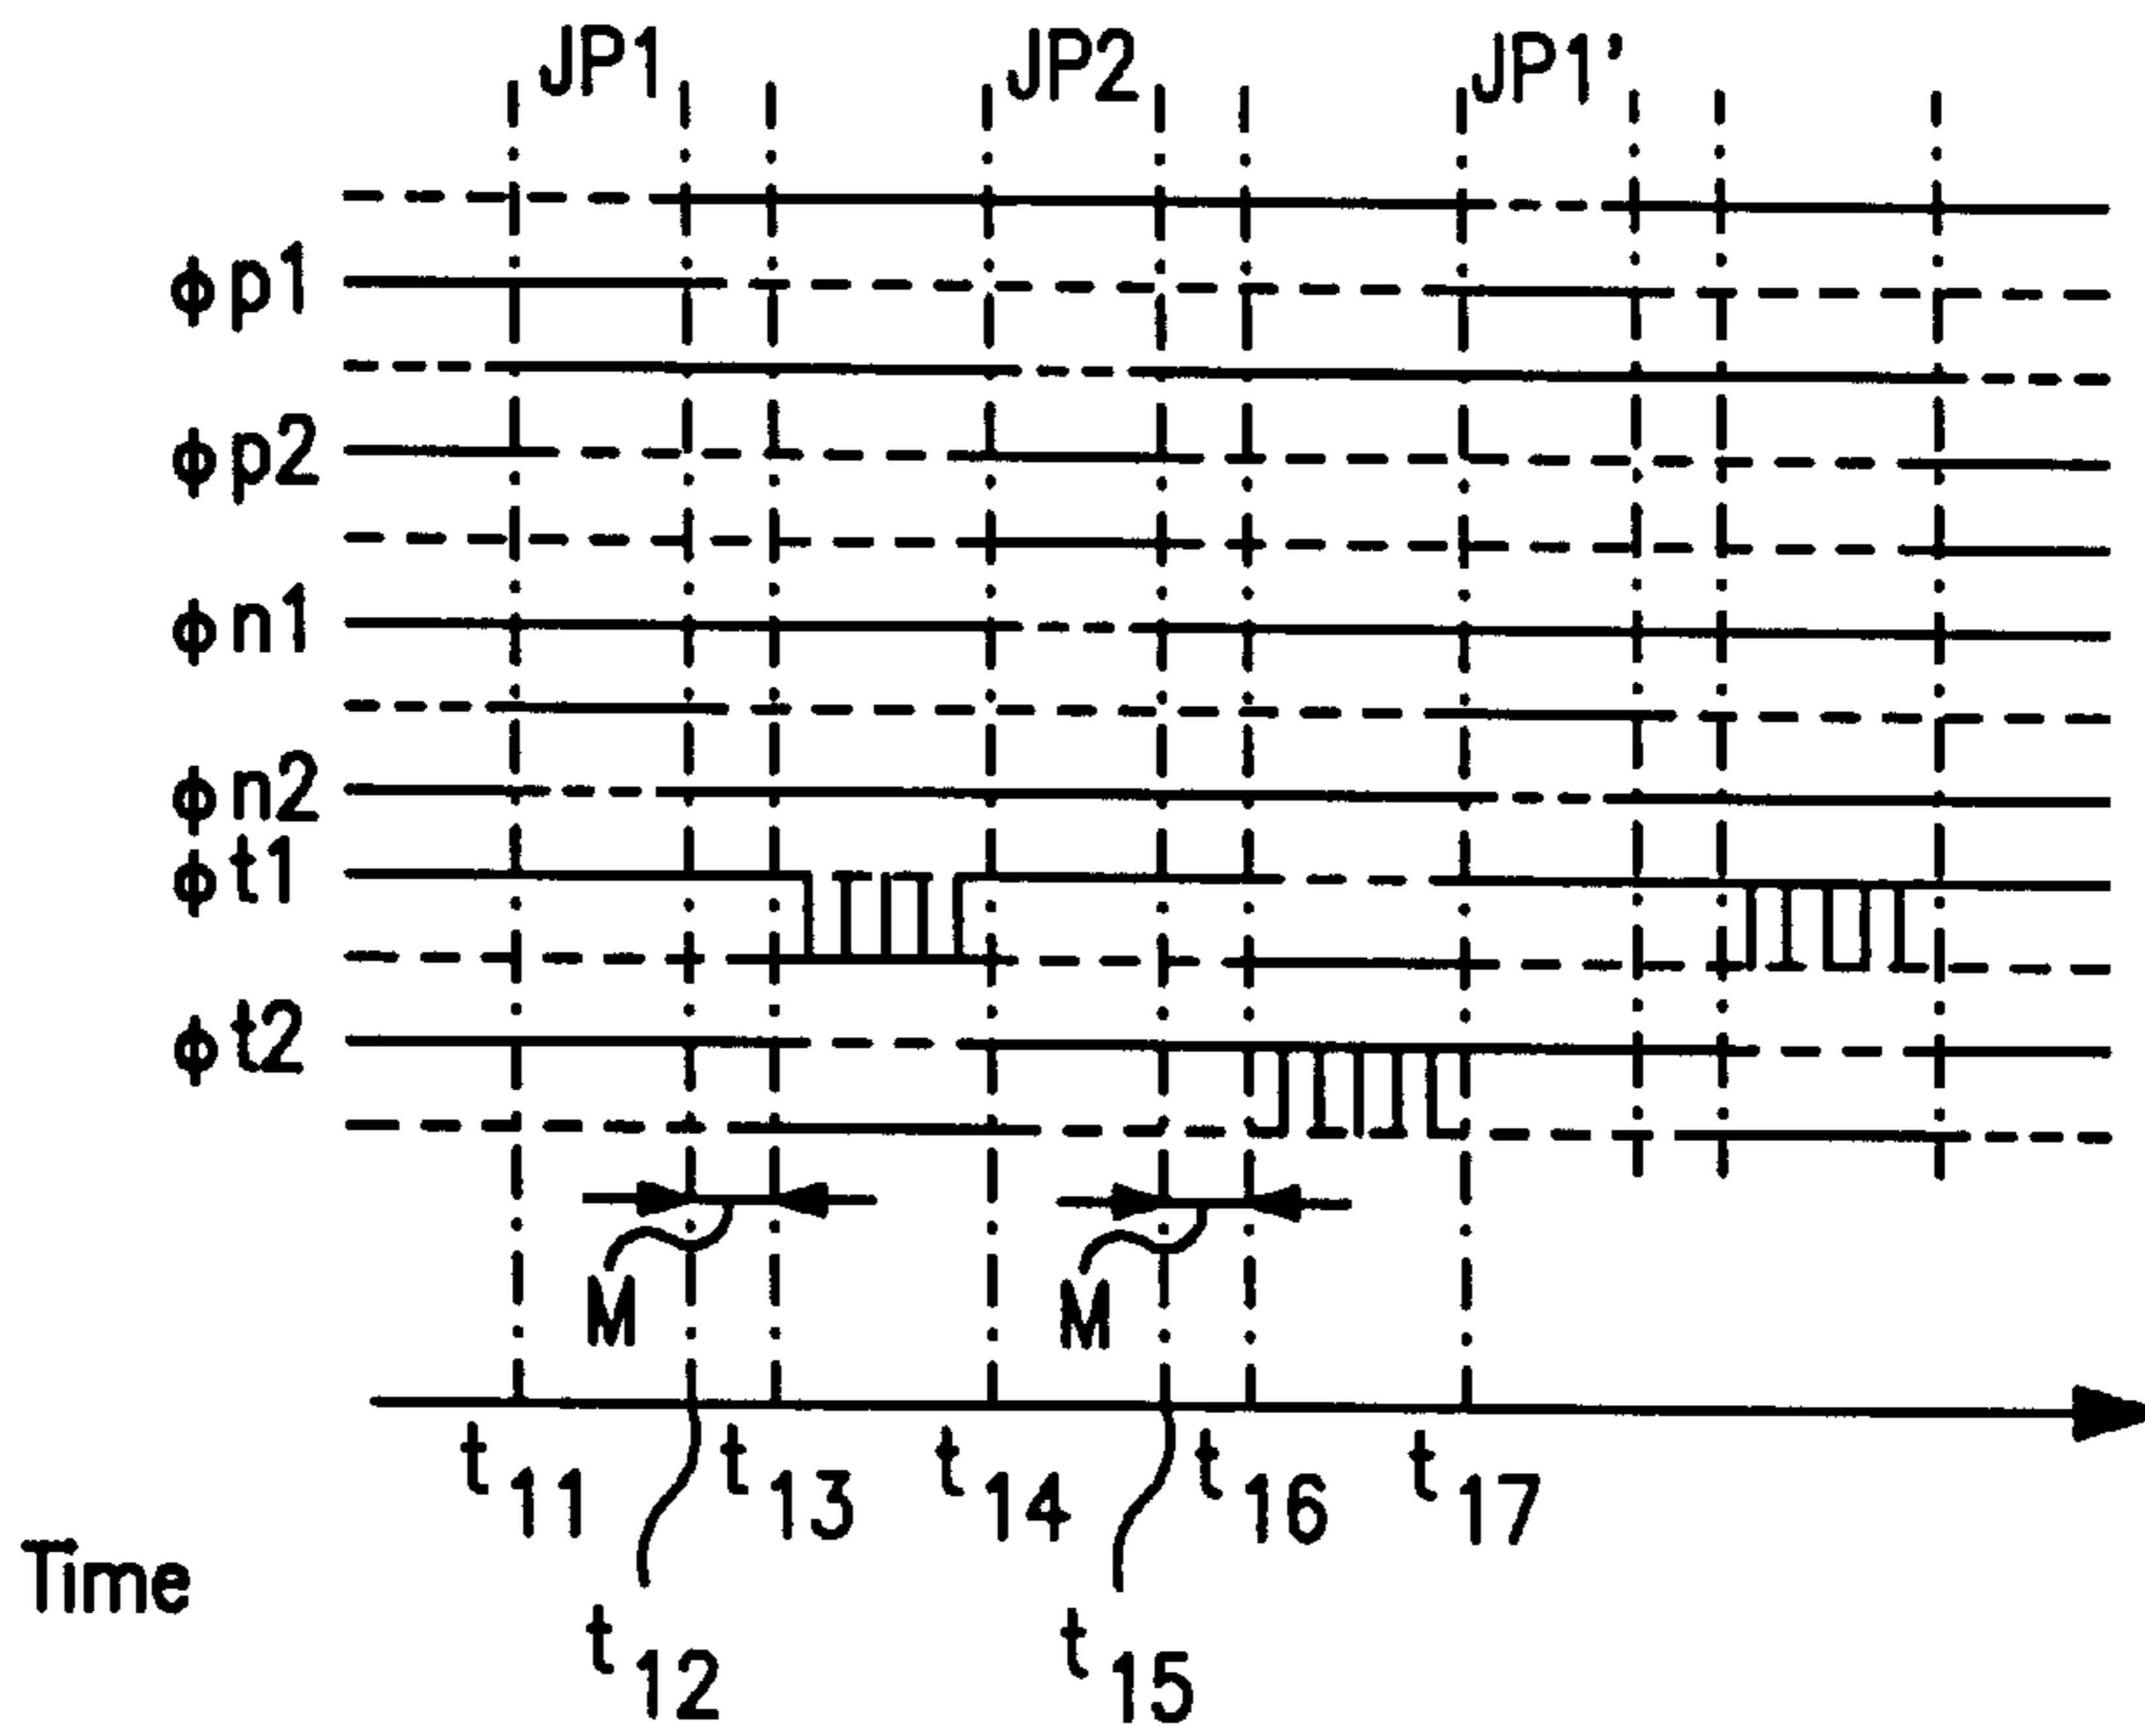 JP1 JP2 JP1’
ϕp1
ϕp2
ϕn1
ϕn2
ϕt1
ϕt2
M M
t11 t13 t14 t16 t17
Time
t12 t15